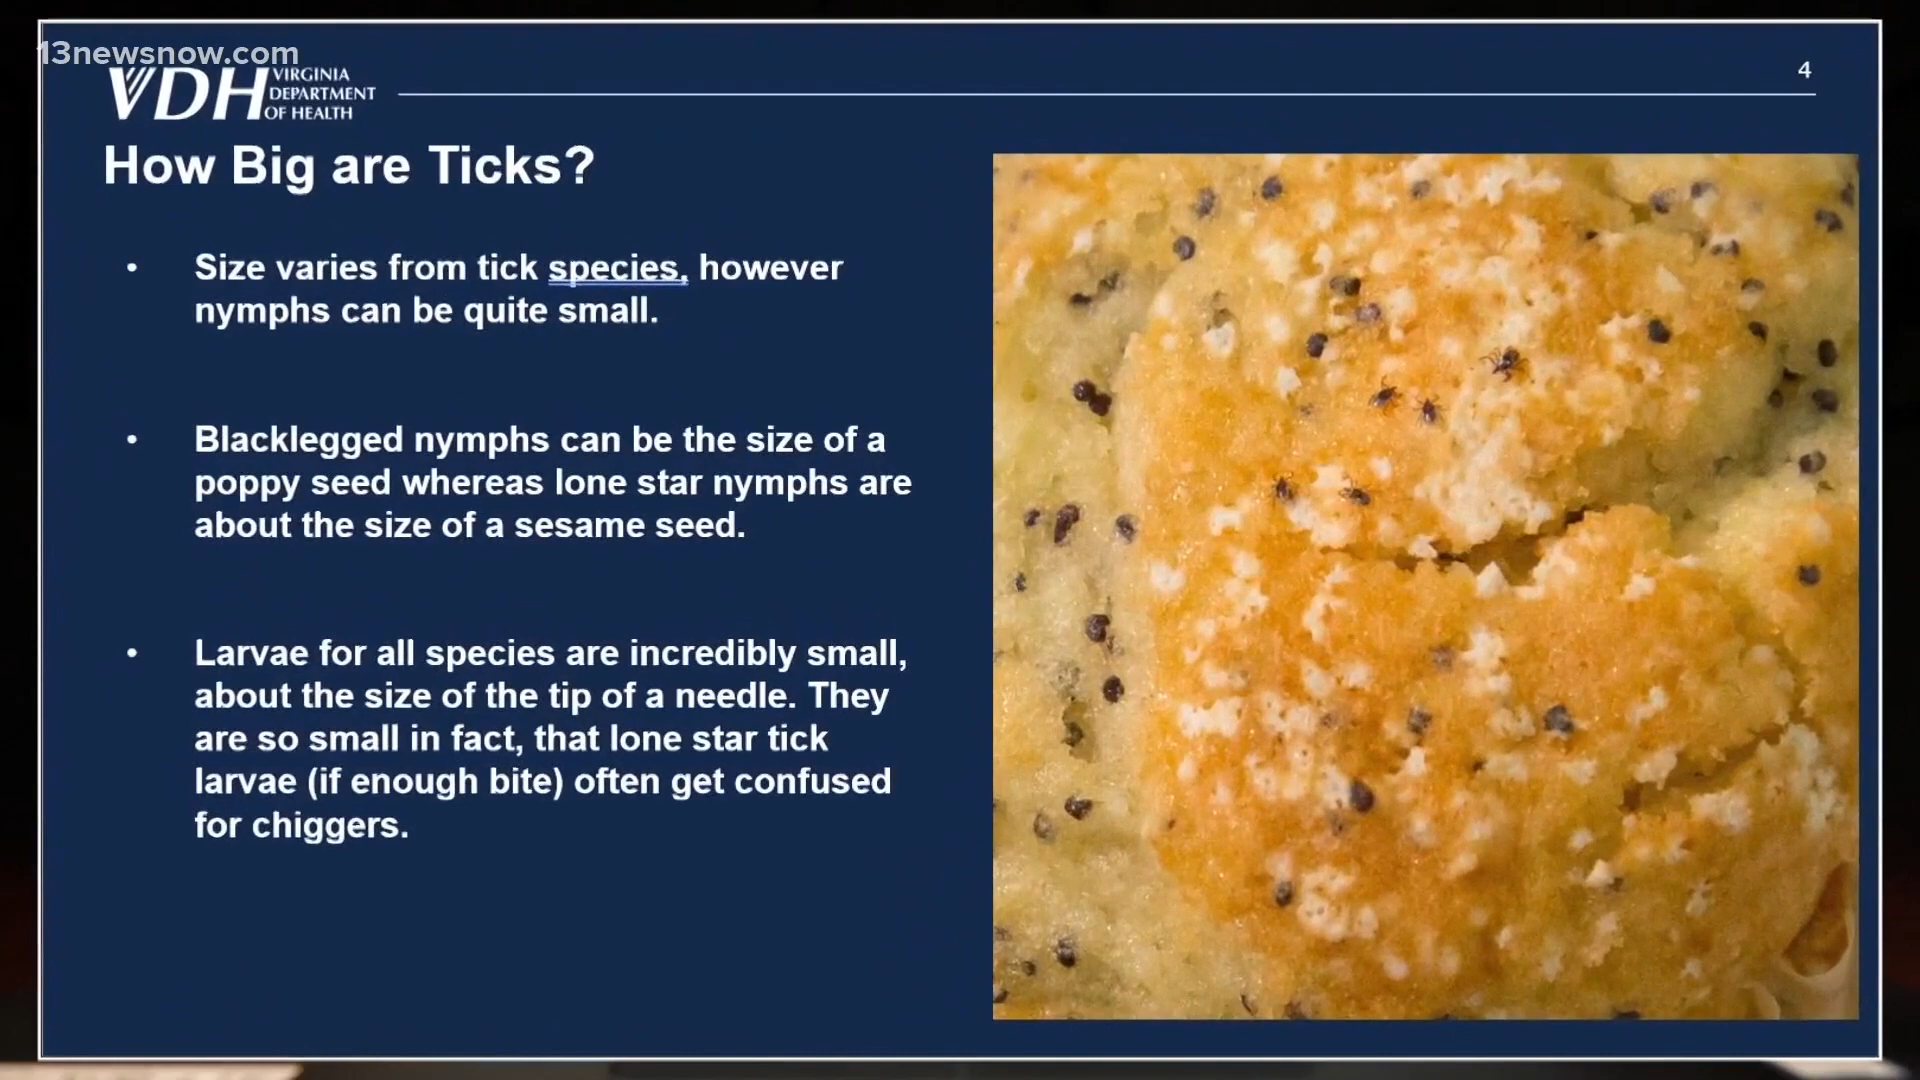 13newsnow.com
4
VDH VIRGINIA
DEPARTMENT
OF HEALTH
How Big are Ticks?
• Size varies from tick species, however
nymphs can be quite small.
• Blacklegged nymphs can be the size of a
poppy seed whereas lone star nymphs are
about the size of a sesame seed.
• Larvae for all species are incredibly small,
about the size of the tip of a needle. They
are so small in fact, that lone star tick
larvae (if enough bite) often get confused
for chiggers.